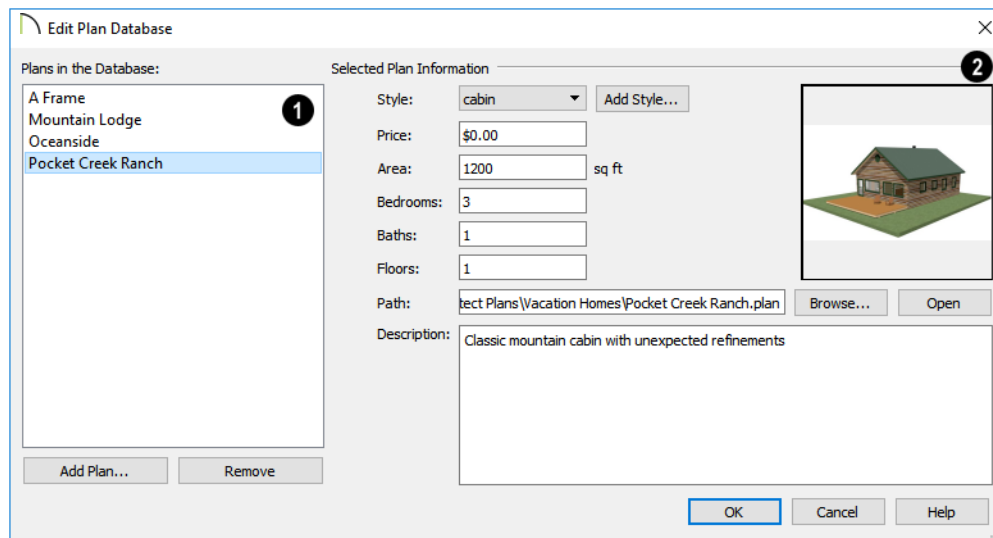 Edit Plan Database
Plans in the Database:
1
A Frame
Mountain Lodge
Oceanside
Pocket Creek Ranch
Add Plan...
Remove
Selected Plan Information
2
Style:
cabin
Add Style...
Price:
$0.00
Area:
1200
sq ft
Bedrooms:
3
Baths:
1
Floors:
1
Path:
tect Plans\Vacation Homes\Pocket Creek Ranch.plan
Browse...
Open
Description:
Classic mountain cabin with unexpected refinements
OK
Cancel
Help